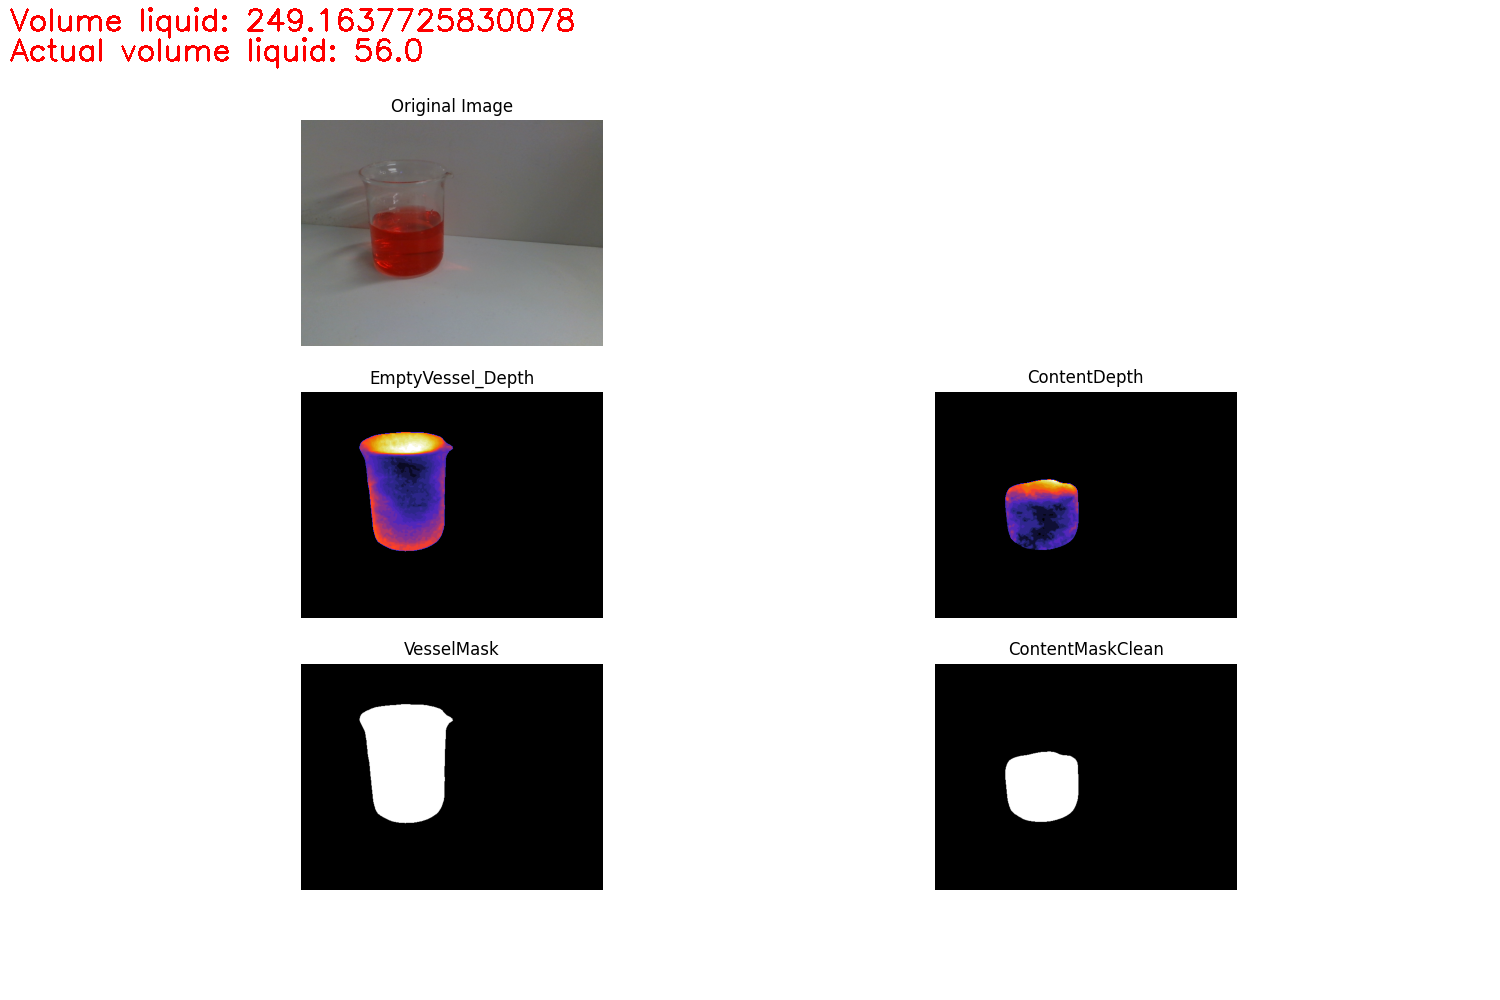 Volume liquid: 249.1637725830078
Actual volume liquid: 56.0
Original Image
EmptyVessel_Depth
ContentDepth
VesselMask
ContentMaskClean